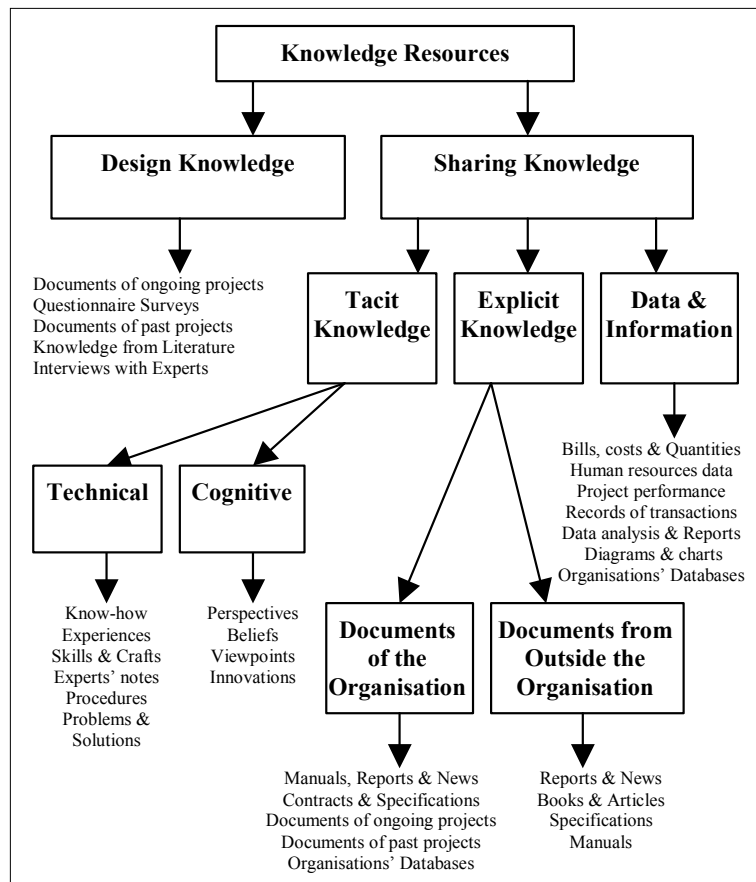 Knowledge Resources
Design Knowledge
Sharing Knowledge
Documents of ongoing projects
Questionnaire Surveys
Documents of past projects
Knowledge from Literature
Interviews with Experts
Tacit
Knowledge
Explicit
Knowledge
Data &
Information
Technical
Cognitive
Bills, costs & Quantities
Human resources data
Project performance
Records of transactions
Data analysis & Reports
Diagrams & charts
Organisations' Databases
Know-how
Experiences
Skills & Crafts
Experts' notes
Procedures
Problems &
Solutions
Perspectives
Beliefs
Viewpoints
Innovations
Documents
of the
Organisation
Documents from
Outside the
Organisation
Manuals, Reports & News
Contracts & Specifications
Documents of ongoing projects
Documents of past projects
Organisations' Databases
Reports & News
Books & Articles
Specifications
Manuals